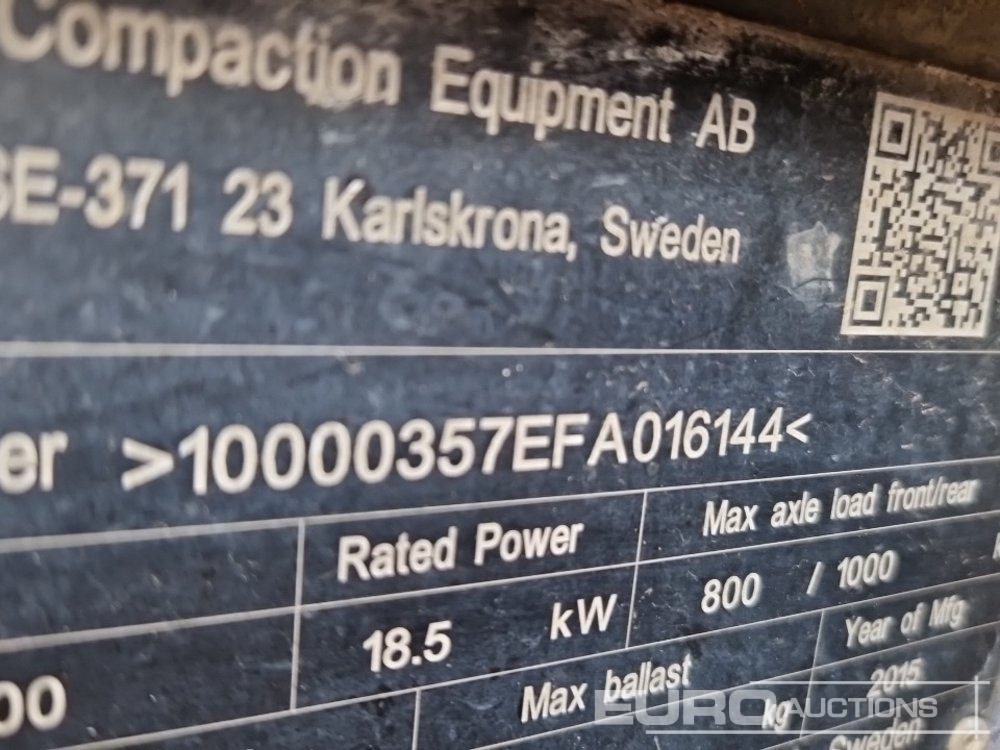 Compaction Equipment AB
SE-371 23 Karlskrona, Sweden
er >10000357EFA016144<
Rated Power
Max axle load front/rear
18.5 kW
800 / 1000
00
Max ballast
Year of Mfg
kg
2015
Sweden
EURO AUCTIONS